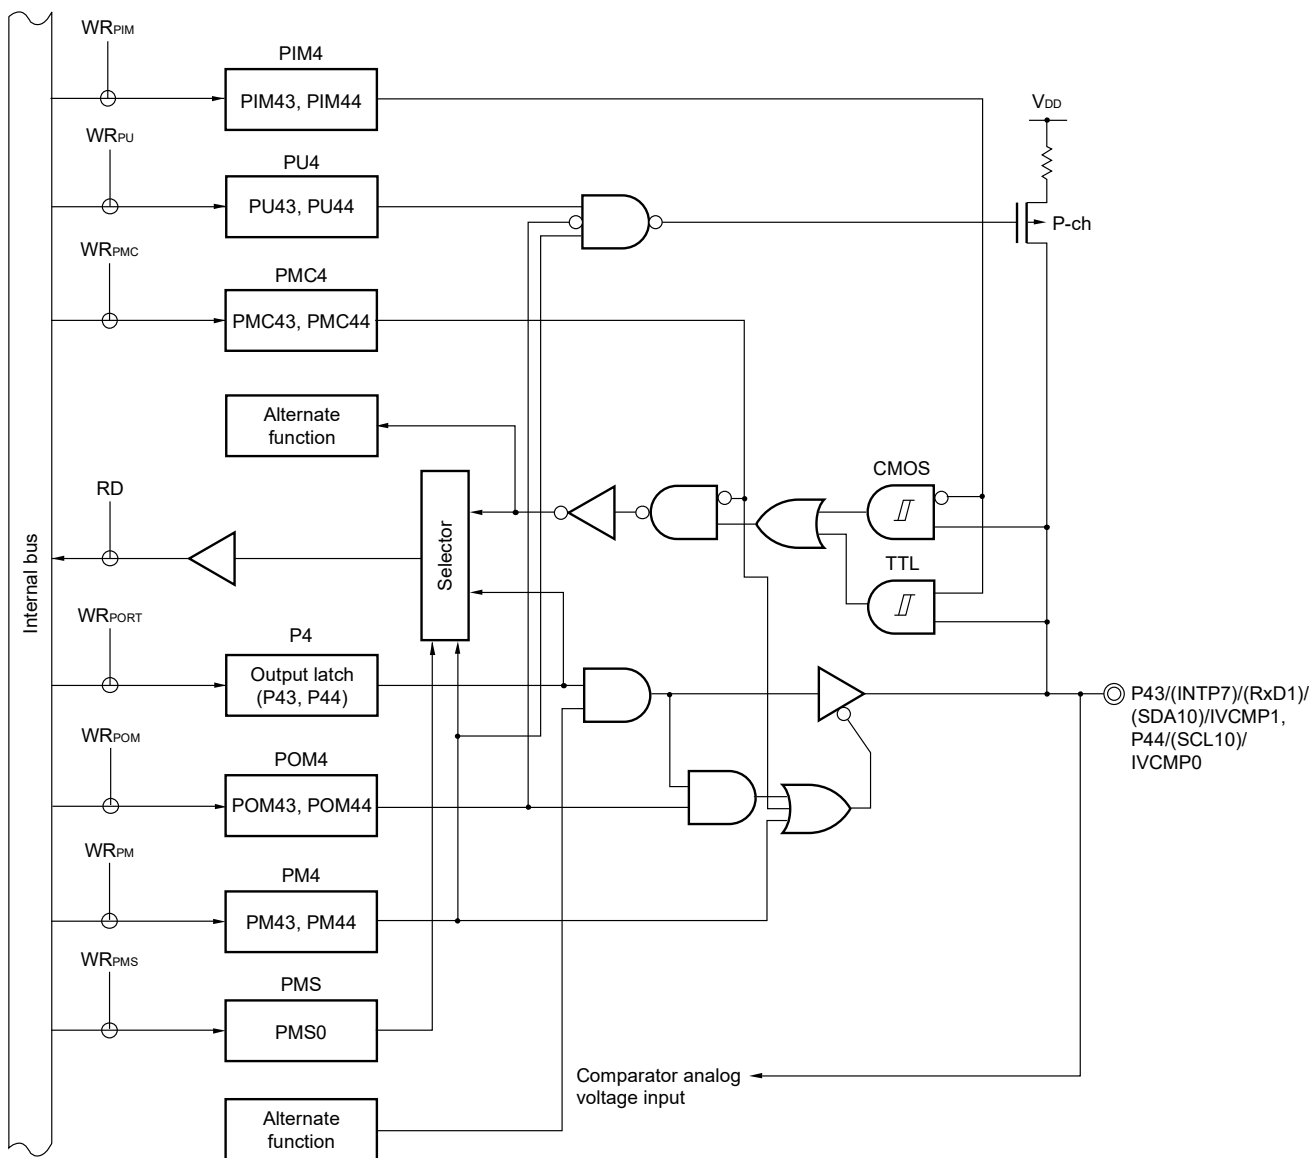 WRPIM
PIM4
PIM43, PIM44
VDD
WRPU
PU4
PU43, PU44
P-ch
WRPMC
PMC4
PMC43, PMC44
Alternate
function
CMOS
RD
Selector
TTL
Internal bus
WRPORT
P4
Output latch
(P43, P44)
P43/(INTP7)/(RxD1)/
(SDA10)/IVCMP1,
P44/(SCL10)/
IVCMP0
WRPOM
POM4
POM43, POM44
WRPM
PM4
PM43, PM44
WRPMS
PMS
PMS0
Comparator analog
voltage input
Alternate
function